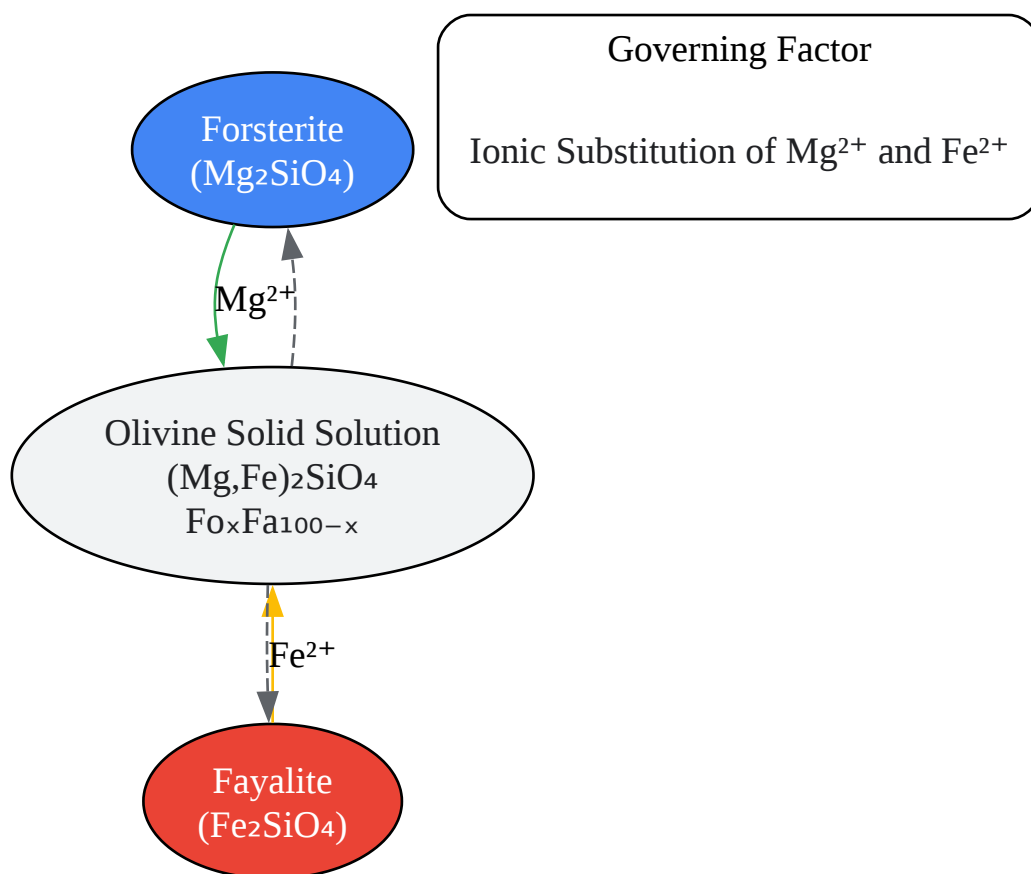 Governing Factor
Ionic Substitution of Mg²⁺ and Fe²⁺
Forsterite
(Mg₂SiO₄)
Mg²⁺
Olivine Solid Solution
(Mg,Fe)₂SiO₄
FoₓFa₁₀₀₋ₓ
Fe²⁺
Fayalite
(Fe₂SiO₄)